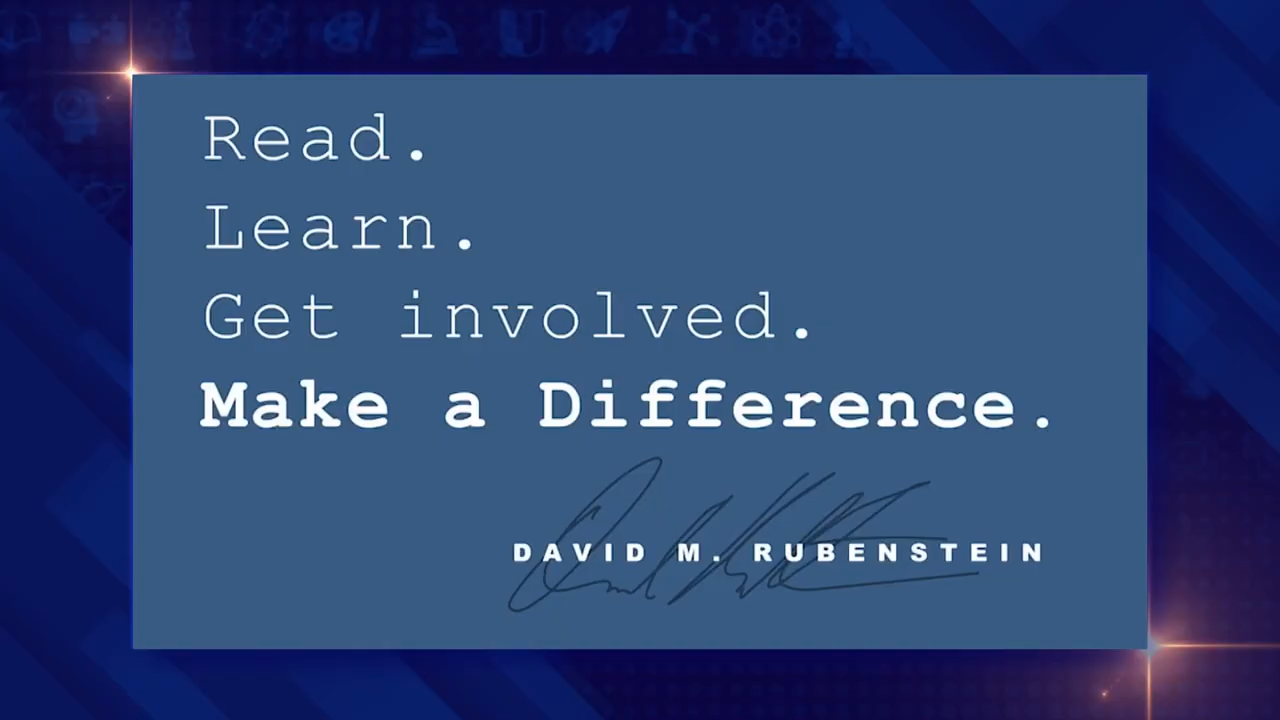 Read.
Learn.
Get involved.
Make a Difference.
DAVID M. RUBENSTEIN